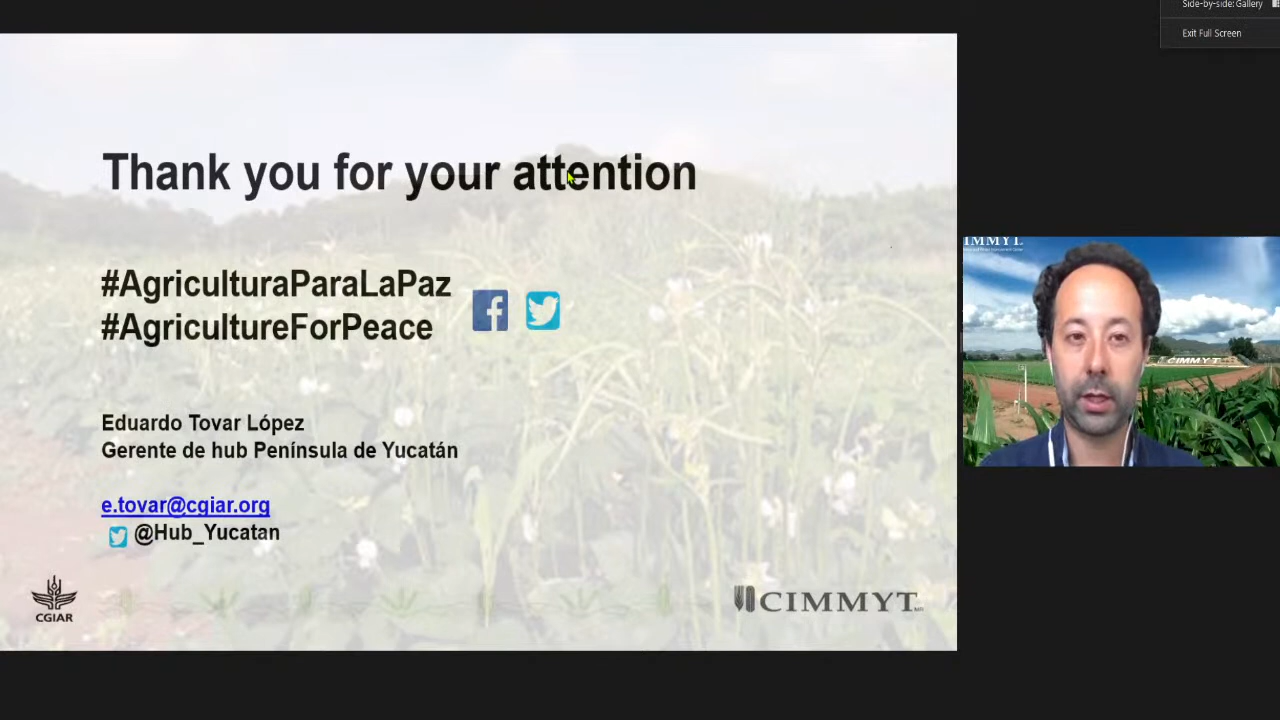 Side-by-side: Gallery
Exit Full Screen
Thank you for your attention
#AgriculturaParaLaPaz
#AgricultureForPeace
Eduardo Tovar López
Gerente de hub Península de Yucatán
e.tovar@cgiar.org
@Hub_Yucatan
CGIAR
CIMMYT
CIMMYT